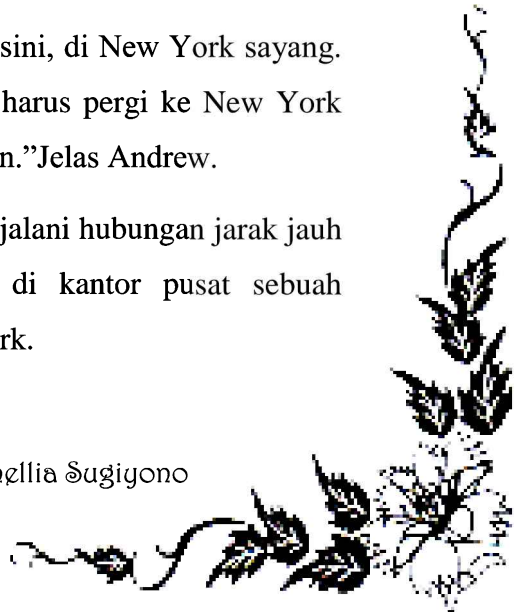 sini, di New York sayang.
harus pergi ke New York
n.”Jelas Andrew.
jalani hubungan jarak jauh
di kantor pusat sebuah
rk.
ellia Sugiyono